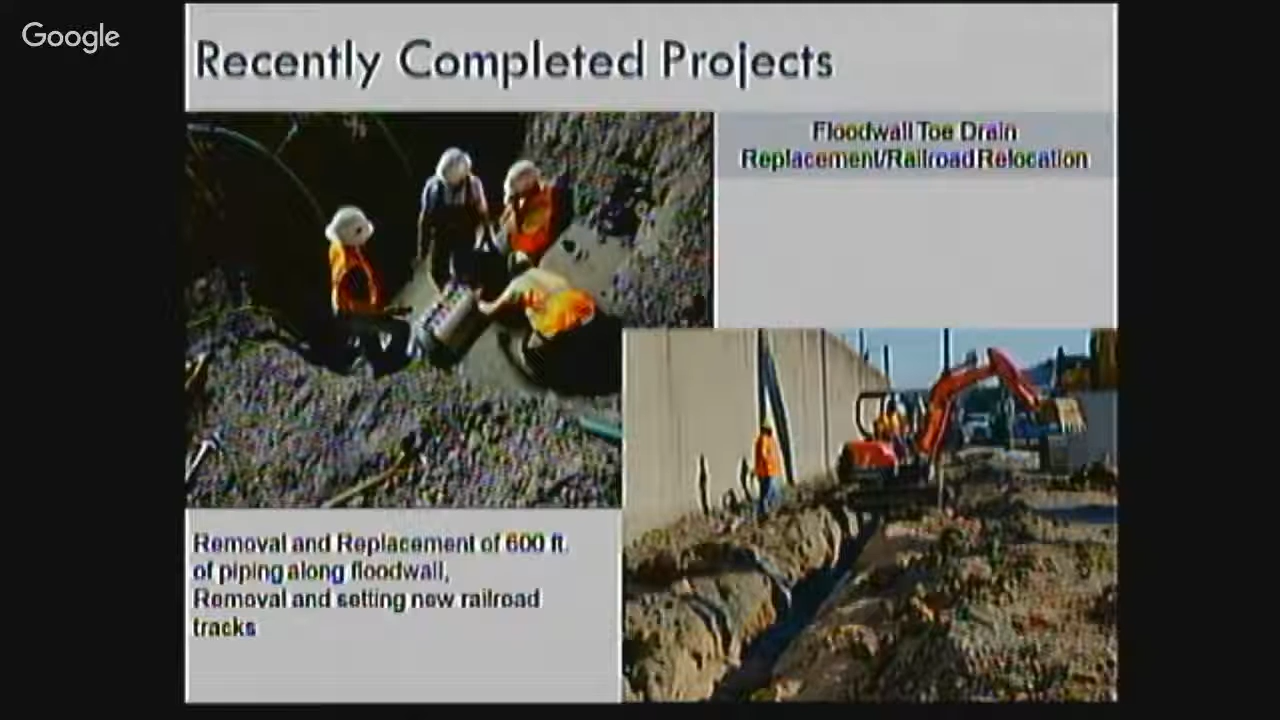 Google
Recently Completed Projects
Floodwall Toe Drain
Replacement/Railroad Relocation
Removal and Replacement of 600 ft.
of piping along floodwall,
Removal and setting new railroad
tracks